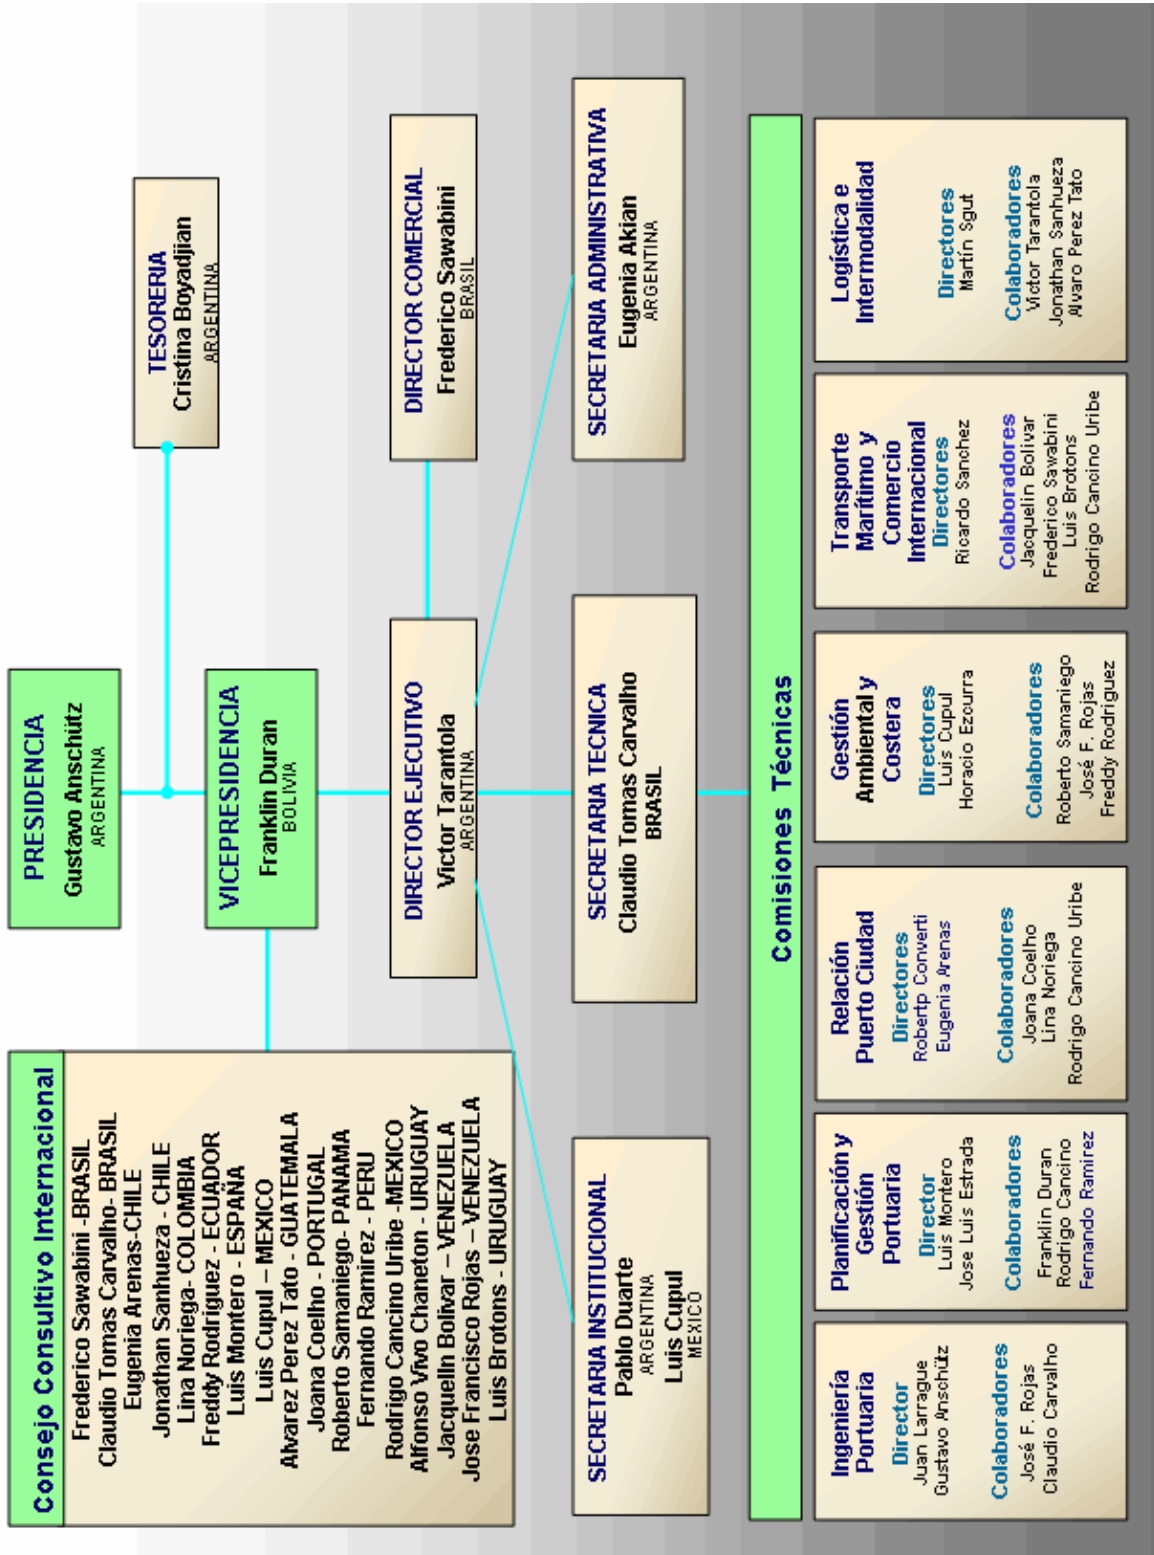 PRESIDENCIA
Gustavo Anschütz
ARGENTINA
TESORERIA
Cristina Boyadjian
ARGENTINA
Consejo Consultivo Internacional
Frederico Sawabini -BRASIL
Claudio Tomas Carvalho- BRASIL
Eugenia Arenas-CHILE
Jonathan Sanhueza - CHILE
Lina Noriega- COLOMBIA
Freddy Rodriguez - ECUADOR
Luis Montero - ESPAÑA
Luis Cupul – MEXICO
Alvarez Perez Tato - GUATEMALA
Joana Coelho - PORTUGAL
Roberto Samaniego- PANAMA
Fernando Ramirez - PERU
Rodrigo Cancino Uribe -MEXICO
Alfonso Vivo Chaneton - URUGUAY
Jacquelin Bolivar – VENEZUELA
Jose Francisco Rojas – VENEZUELA
Luis Brotons - URUGUAY
VICEPRESIDENCIA
Franklin Duran
BOLIVIA
DIRECTOR EJECUTIVO
Victor Tarantola
ARGENTINA
DIRECTOR COMERCIAL
Frederico Sawabini
BRASIL
SECRETARIA INSTITUCIONAL
Pablo Duarte
ARGENTINA
Luis Cupul
MEXICO
SECRETARIA TECNICA
Claudio Tomas Carvalho
BRASIL
SECRETARIA ADMINISTRATIVA
Eugenia Akian
ARGENTINA
Comisiones Técnicas
Ingeniería
Portuaria
Director
Juan Larrague
Gustavo Anschütz
Colaboradores
José F. Rojas
Claudio Carvalho
Planificación y
Gestión
Portuaria
Director
Luis Montero
José Luis Estrada
Colaboradores
Franklin Duran
Rodrigo Cancino
Fernando Ramirez
Relación
Puerto Ciudad
Directores
Robertp Converti
Eugenia Arenas
Colaboradores
Joana Coelho
Lina Noriega
Rodrigo Cancino Uribe
Gestión
Ambiental y
Costera
Directores
Luis Cupul
Horacio Ezcurra
Colaboradores
Roberto Samaniego
José F. Rojas
Freddy Rodriguez
Transporte
Marítimo y
Comercio
Internacional
Directores
Ricardo Sanchez
Colaboradores
Jacquelin Bolivar
Frederico Sawabini
Luis Brotons
Rodrigo Cancino Uribe
Logística e
Intermodalidad
Directores
Martín Sgut
Colaboradores
Victor Tarantola
Jonathan Sanhueza
Alvaro Perez Tato